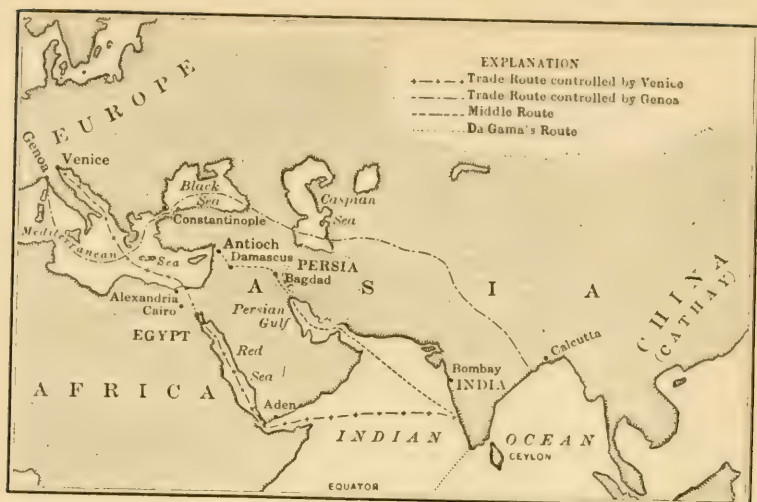 EXPLANATION
Trade Route controlled by Venice
Trade Route controlled by Genoa
Middle Route
Da Gama's Route
EUROPE
Genoa
Venice
Black
Sea
Caspian
Sea
Constantinople
Mediterranean
Sea
Antioch
Damascus
PERSIA
Bagdad
ASIA
CHINA
(CATHAY)
Alexandria
Cairo
Persian
Gulf
EGYPT
Red
Sea
Calcutta
Bombay
INDIA
AFRICA
Aden
INDIAN OCEAN
CEYLON
EQUATOR